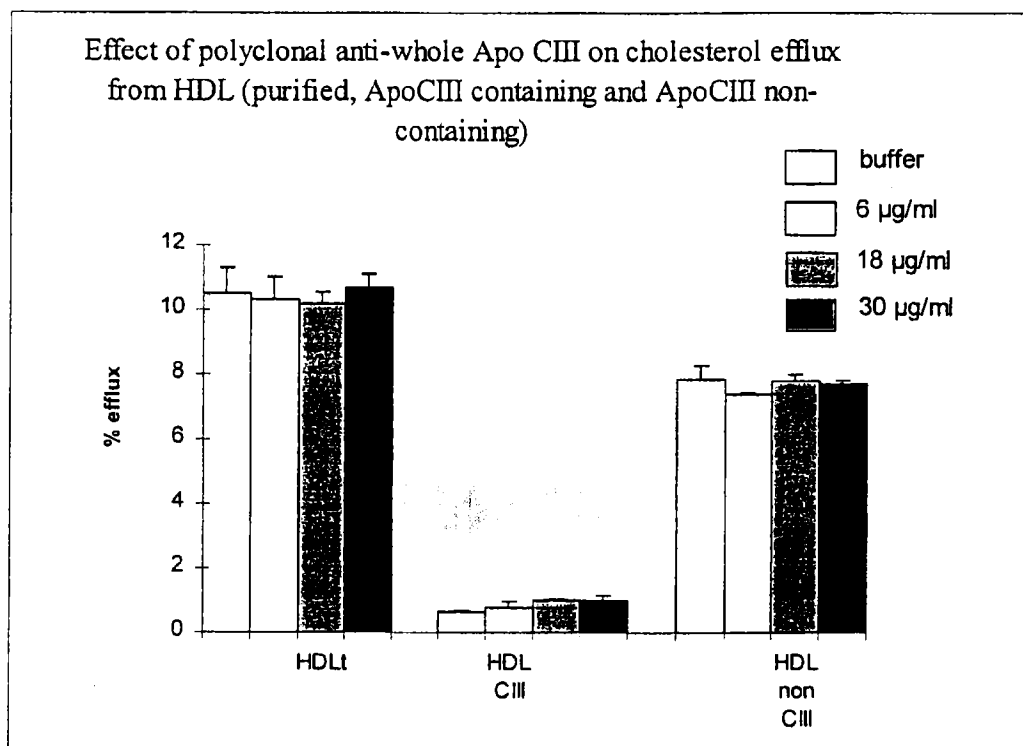 Effect of polyclonal anti-whole Apo CIII on cholesterol efflux
from HDL (purified, ApoCIII containing and ApoCIII non-
containing)
buffer
6 µg/ml
18 µg/ml
30 µg/ml
% efflux
12
10
8
6
4
2
0
HDLt
HDL
CIII
HDL
non
CIII